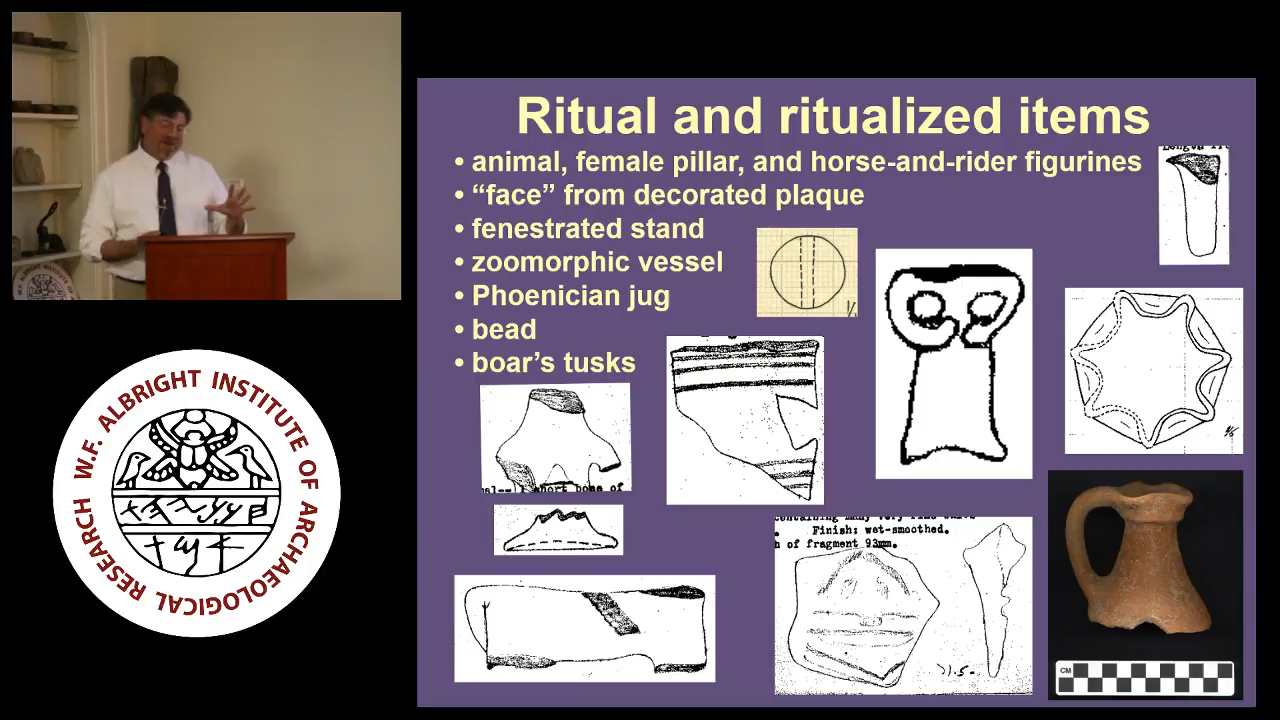 Ritual and ritualized items
• animal, female pillar, and horse-and-rider figurines
• “face” from decorated plaque
• fenestrated stand
• zoomorphic vessel
• Phoenician jug
• bead
• boar’s tusks
Finish: wet-smoothed.
h of fragment 93mm.
CM
W.F. ALBRIGHT INSTITUTE OF ARCHAEOLOGICAL RESEARCH